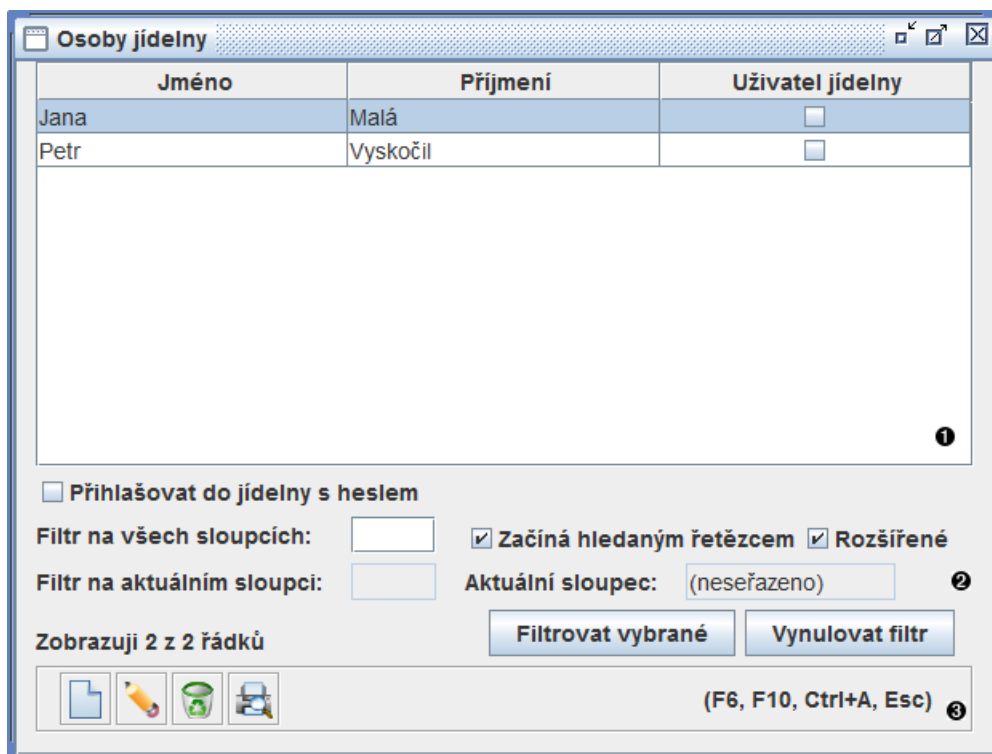 Osoby jídelny
Jméno Příjmení Uživatel jídelny
Jana Malá
Petr Vyskočil
❶
Přihlašovat do jídelny s heslem
Filtr na všech sloupcích: Začíná hledaným řetězcem Rozšířené
Filtr na aktuálním sloupci: Aktuální sloupec: (neseřazeno) ❷
Zobrazuji 2 z 2 řádků Filtrovat vybrané Vynulovat filtr
(F6, F10, Ctrl+A, Esc) ❸